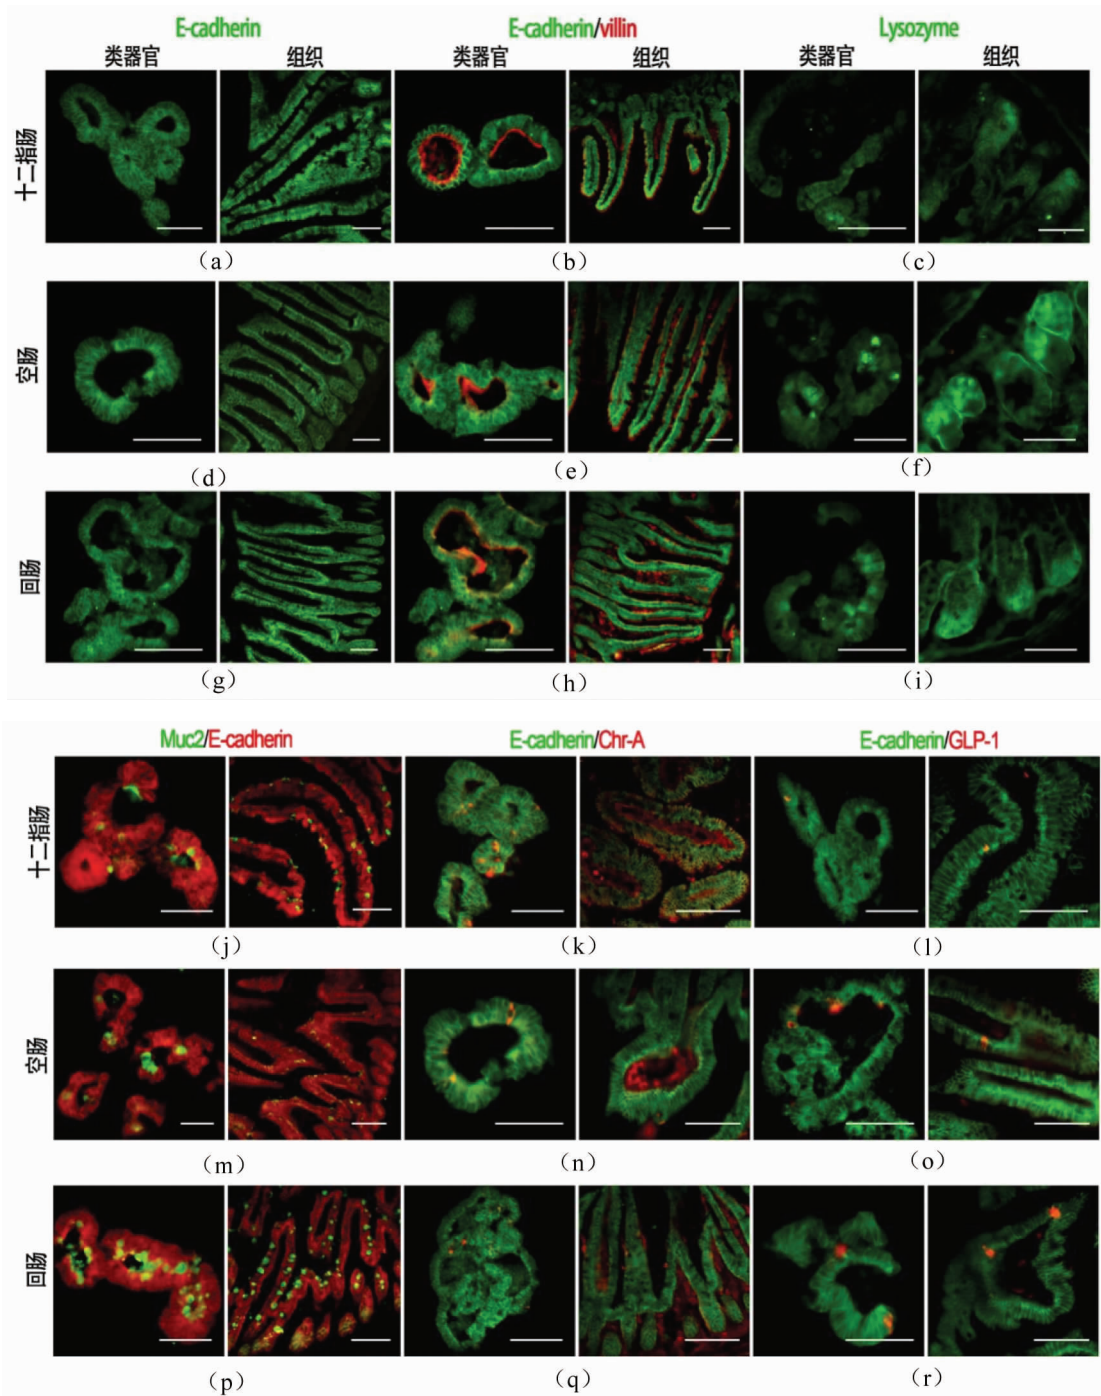 E-cadherin E-cadherin/villin Lysozyme
类器官 组织 类器官 组织 类器官 组织
十二指肠
(a) (b) (c)
空肠
(d) (e) (f)
回肠
(g) (h) (i)
Muc2/E-cadherin E-cadherin/Chr-A E-cadherin/GLP-1
十二指肠
(j) (k) (l)
空肠
(m) (n) (o)
回肠
(p) (q) (r)